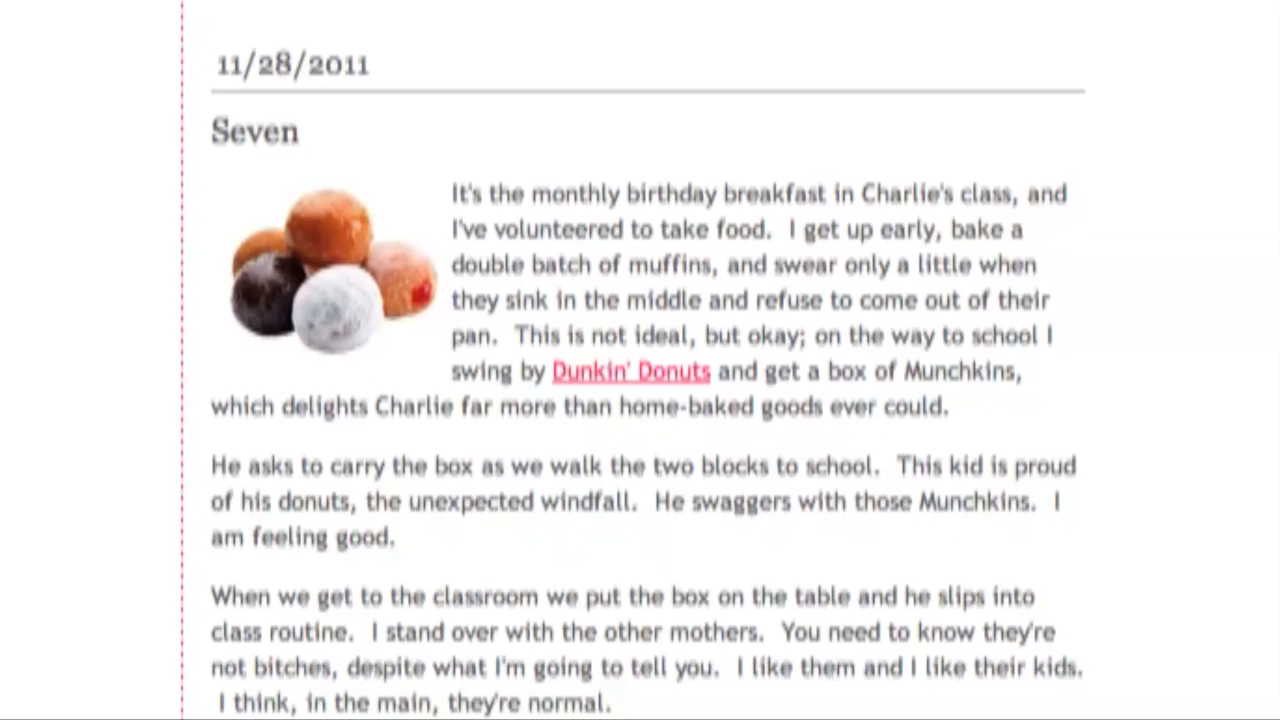 11/28/2011
Seven
It's the monthly birthday breakfast in Charlie's class, and
I've volunteered to take food.  I get up early, bake a
double batch of muffins, and swear only a little when
they sink in the middle and refuse to come out of their
pan.  This is not ideal, but okay; on the way to school I
swing by Dunkin' Donuts and get a box of Munchkins,
which delights Charlie far more than home-baked goods ever could.
He asks to carry the box as we walk the two blocks to school.  This kid is proud
of his donuts, the unexpected windfall.  He swaggers with those Munchkins.  I
am feeling good.
When we get to the classroom we put the box on the table and he slips into
class routine.  I stand over with the other mothers.  You need to know they're
not bitches, despite what I'm going to tell you.  I like them and I like their kids.
I think, in the main, they're normal.